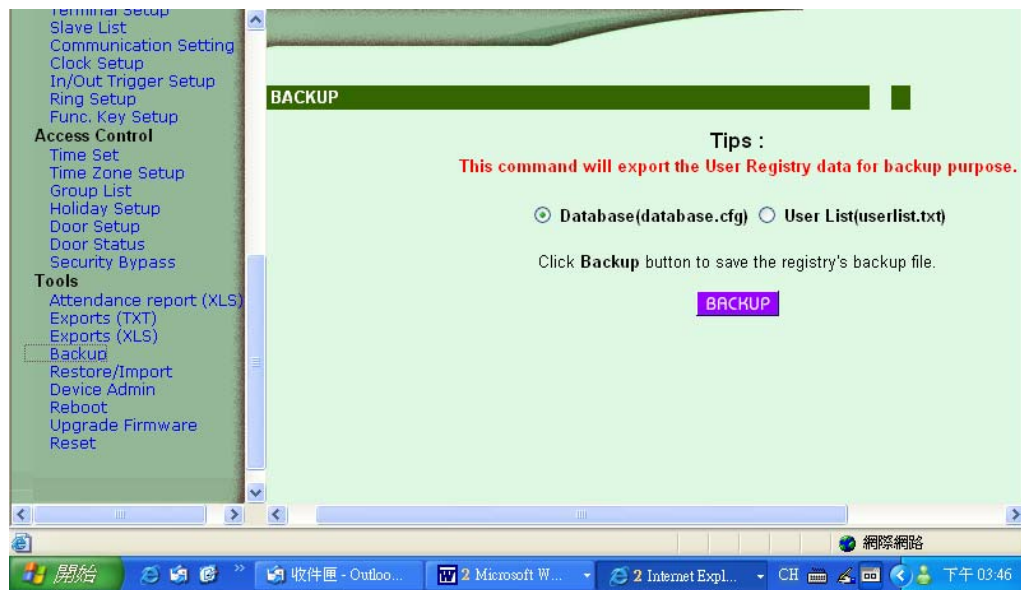 Terminal Setup
Slave List
Communication Setting
Clock Setup
In/Out Trigger Setup
Ring Setup
Func. Key Setup
Access Control
Time Set
Time Zone Setup
Group List
Holiday Setup
Door Setup
Door Status
Security Bypass
Tools
Attendance report (XLS)
Exports (TXT)
Exports (XLS)
Backup
Restore/Import
Device Admin
Reboot
Upgrade Firmware
Reset
BACKUP
Tips :
This command will export the User Registry data for backup purpose.
Database(database.cfg) User List(userlist.txt)
Click Backup button to save the registry's backup file.
BACKUP
網際網路
開始 收件匣 - Outloo... 2 Microsoft W... 2 Internet Expl... CH 下午 03:46